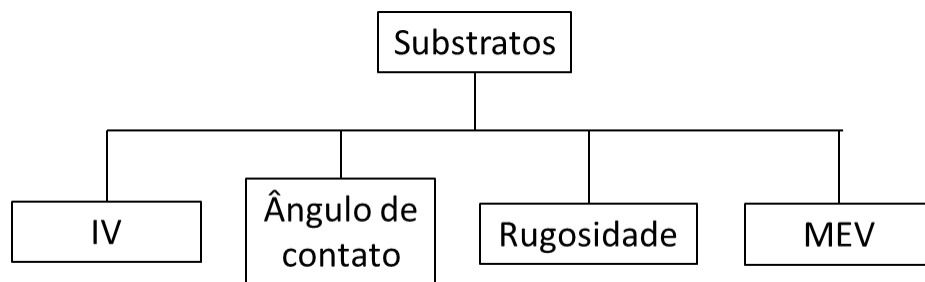 Substratos
IV
Ângulo de
contato
Rugosidade
MEV